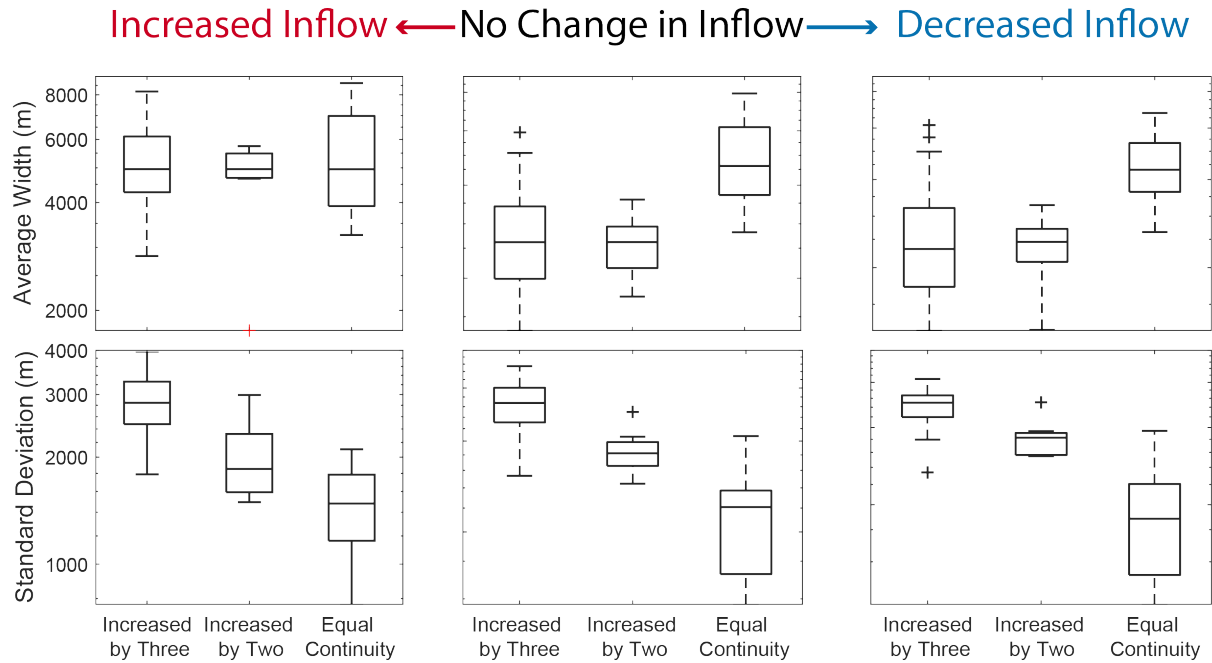 Increased Inflow No Change in Inflow Decreased Inflow
Average Width (m)
8000
6000
4000
2000
Standard Deviation (m)
4000
3000
2000
1000
Increased by Three
Increased by Two
Equal Continuity
Increased by Three
Increased by Two
Equal Continuity
Increased by Three
Increased by Two
Equal Continuity